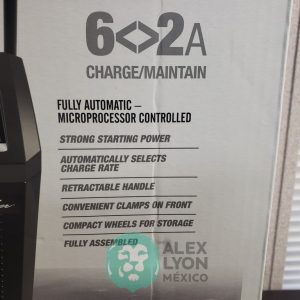 6<>2A
CHARGE/MAINTAIN
FULLY AUTOMATIC –
MICROPROCESSOR CONTROLLED
STRONG STARTING POWER
AUTOMATICALLY SELECTS
CHARGE RATE
RETRACTABLE HANDLE
CONVENIENT CLAMPS ON FRONT
COMPACT WHEELS FOR STORAGE
FULLY ASSEMBLED
ALEX
LYON
MÉXICO